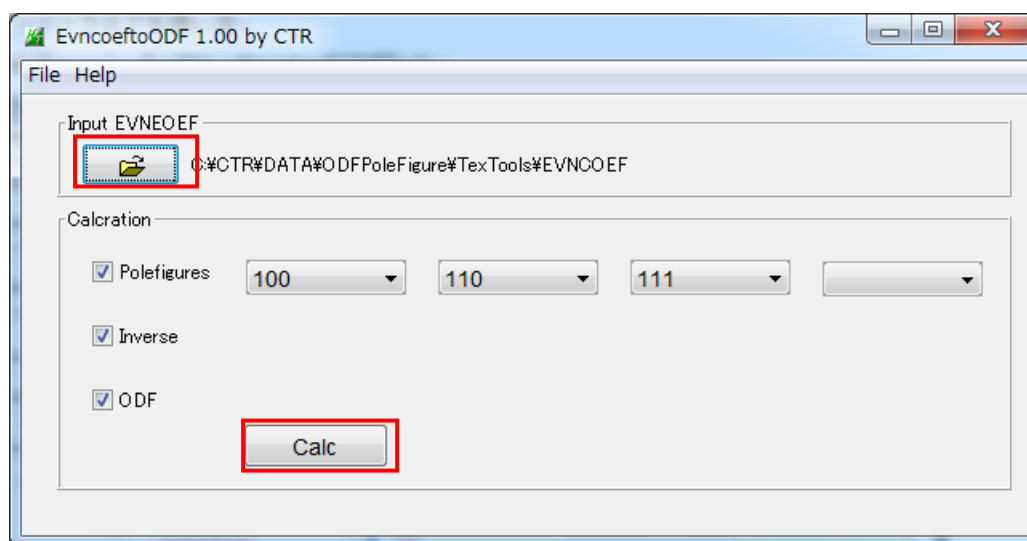 EvncoeftoODF 1.00 by CTR
File Help
Input EVNEOEF
C:¥CTR¥DATA¥ODFPoleFigure¥TexTools¥EVNCOEF
Calcration
Polefigures 100 110 111
Inverse
ODF
Calc